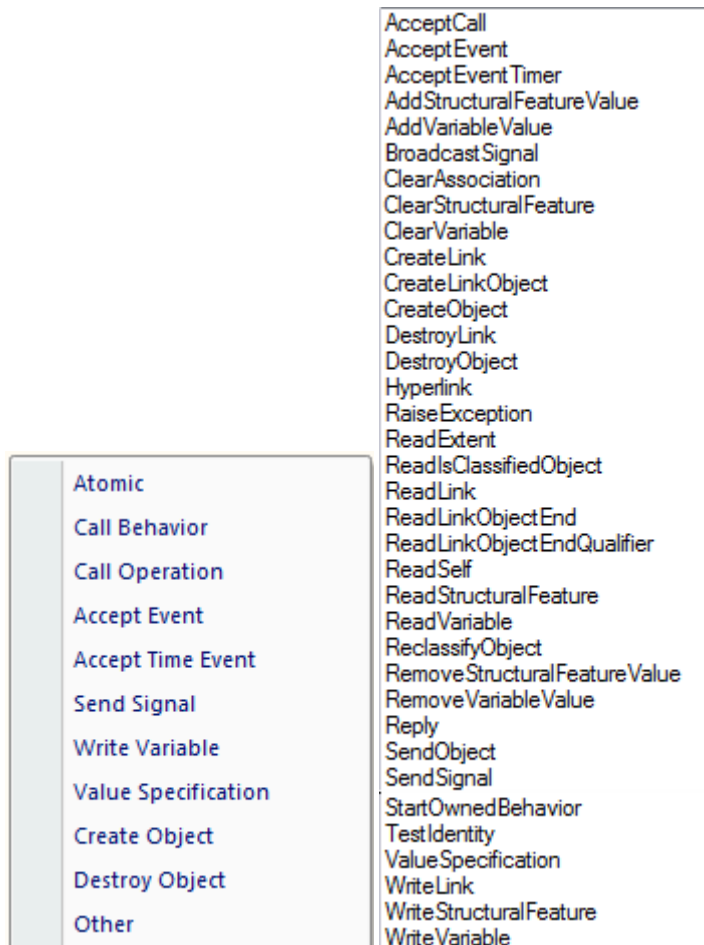 AcceptCall
AcceptEvent
AcceptEventTimer
AddStructuralFeatureValue
AddVariableValue
BroadcastSignal
ClearAssociation
ClearStructuralFeature
ClearVariable
CreateLink
CreateLinkObject
CreateObject
DestroyLink
DestroyObject
Hyperlink
RaiseException
ReadExtent
ReadIsClassifiedObject
ReadLink
ReadLinkObjectEnd
ReadLinkObjectEndQualifier
ReadSelf
ReadStructuralFeature
ReadVariable
ReclassifyObject
RemoveStructuralFeatureValue
RemoveVariableValue
Reply
SendObject
SendSignal
StartOwnedBehavior
TestIdentity
ValueSpecification
WriteLink
WriteStructuralFeature
WriteVariable
Atomic
Call Behavior
Call Operation
Accept Event
Accept Time Event
Send Signal
Write Variable
Value Specification
Create Object
Destroy Object
Other